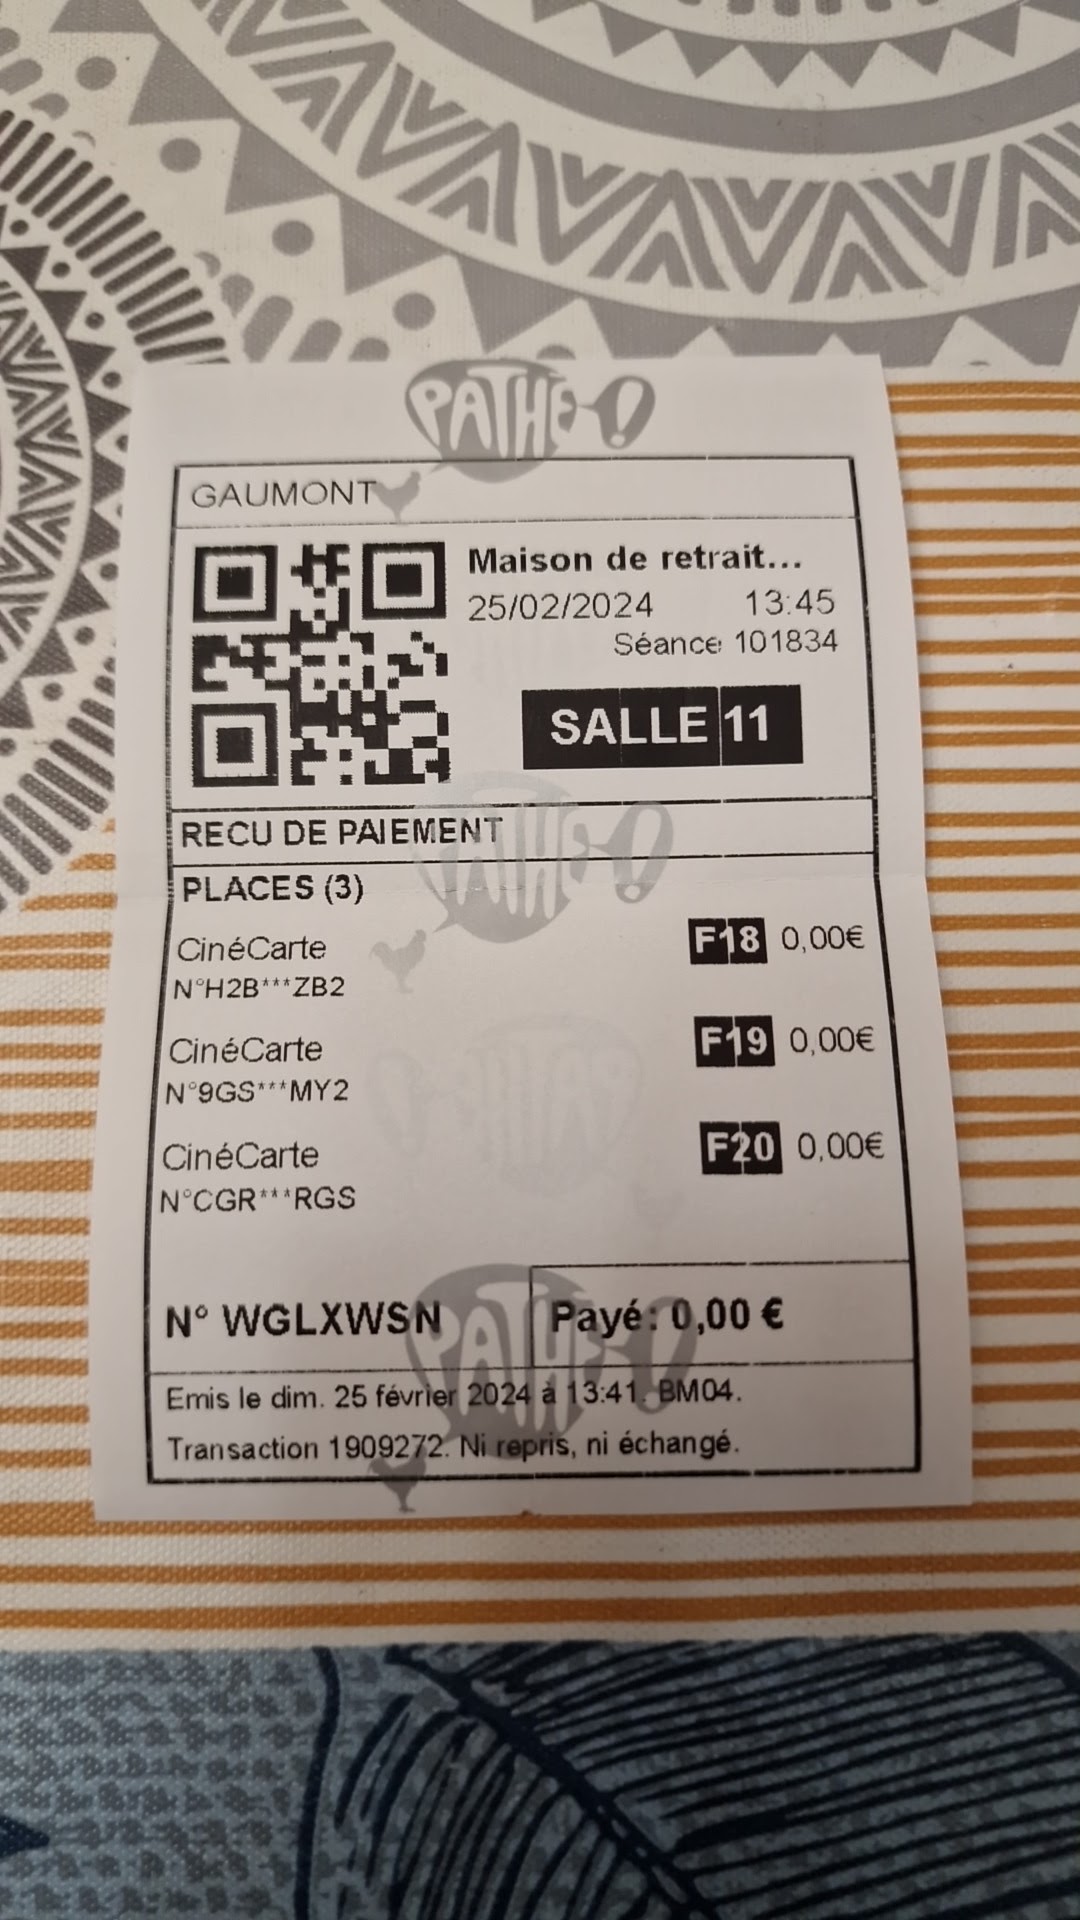 PATHE!
GAUMONT
Maison de retrait...
25/02/2024 13:45
Séance 101834
SALLE 11
RECU DE PAIEMENT
PATHE!
PLACES (3)
CinéCarte F18 0,00€
N°H2B***ZB2
CinéCarte F19 0,00€
N°9GS***MY2
CinéCarte F20 0,00€
N°CGR***RGS
N° WGLXWSN Payé: 0,00 €
PATHE!
Emis le dim. 25 février 2024 à 13:41. BM04.
Transaction 1909272. Ni repris, ni échangé.